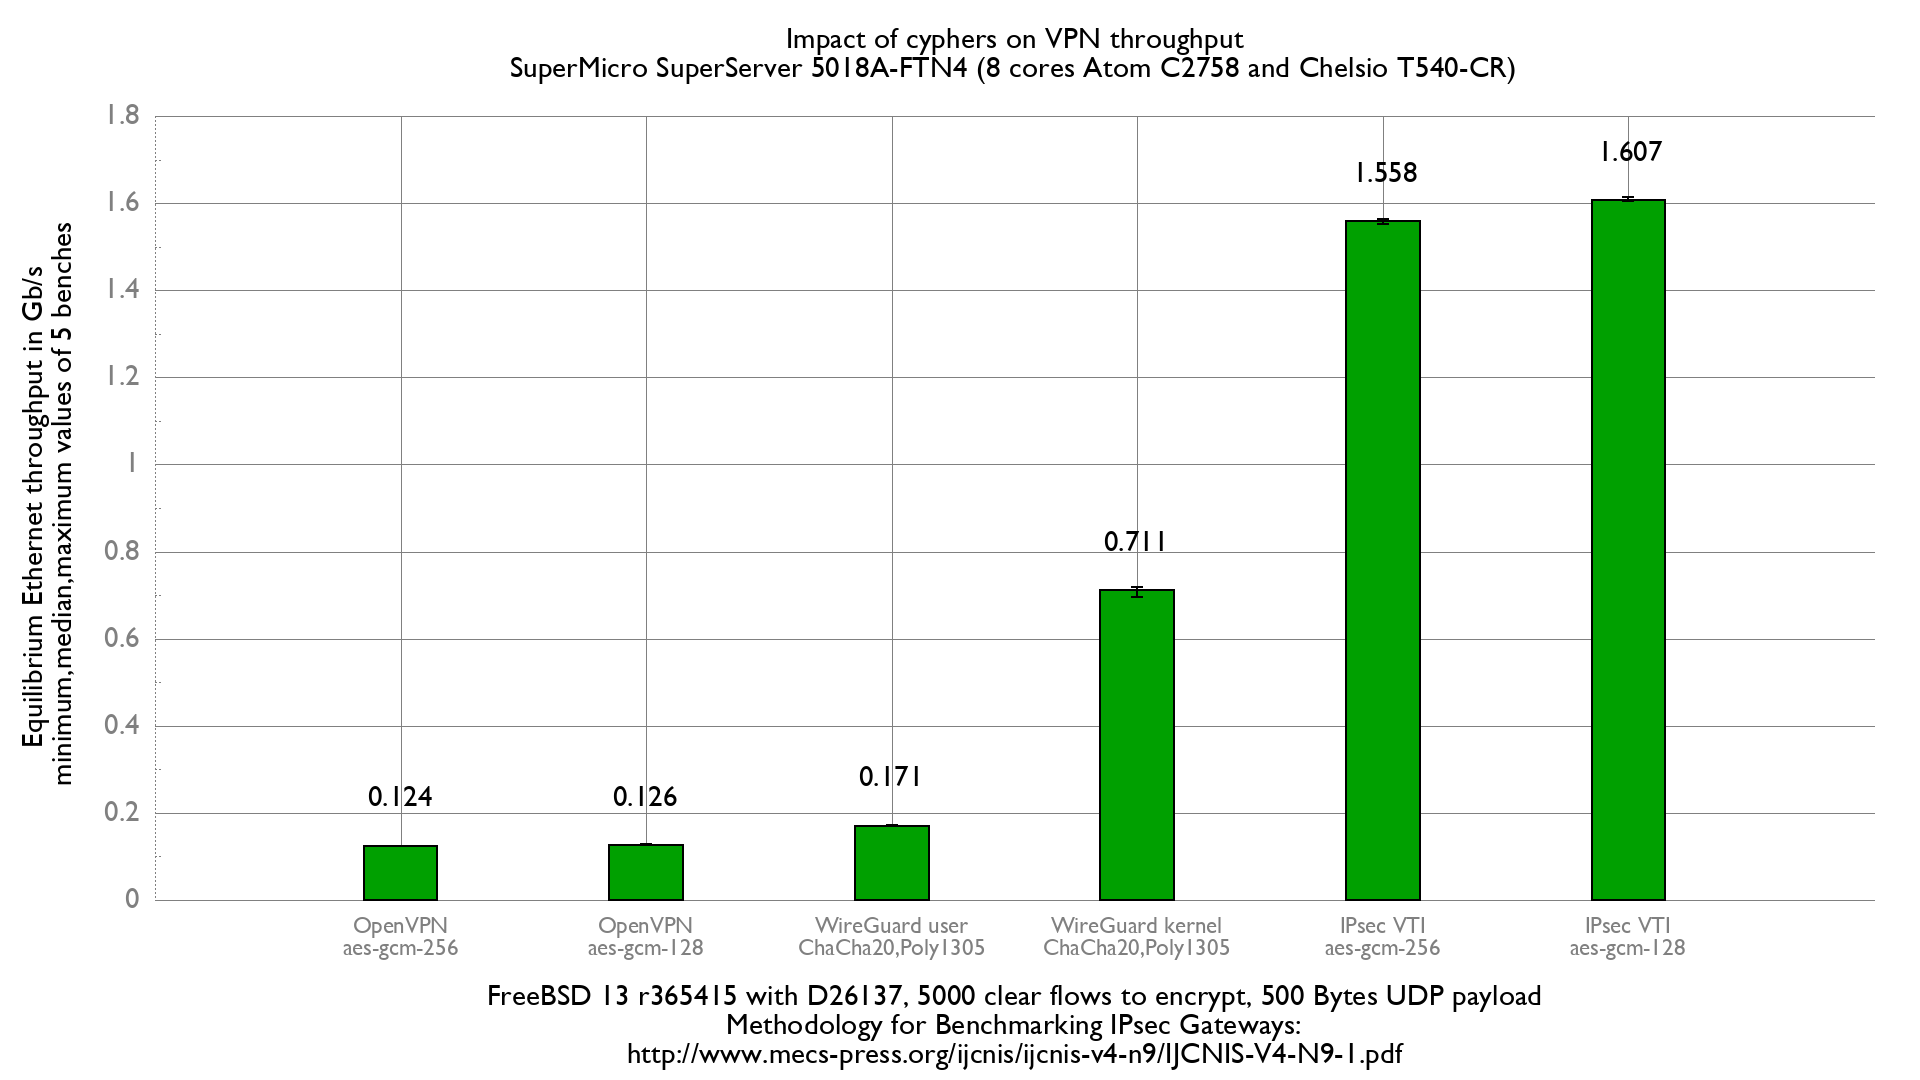 Impact of cyphers on VPN throughput
SuperMicro SuperServer 5018A-FTN4 (8 cores Atom C2758 and Chelsio T540-CR)
Equilibrium Ethernet throughput in Gb/s
minimum,median,maximum values of 5 benches
1.8
1.6
1.4
1.2
1
0.8
0.6
0.4
0.2
0
0.124
0.126
0.171
0.711
1.558
1.607
OpenVPN
aes-gcm-256
OpenVPN
aes-gcm-128
WireGuard user
ChaCha20,Poly1305
WireGuard kernel
ChaCha20,Poly1305
IPsec VTI
aes-gcm-256
IPsec VTI
aes-gcm-128
FreeBSD 13 r365415 with D26137, 5000 clear flows to encrypt, 500 Bytes UDP payload
Methodology for Benchmarking IPsec Gateways:
http://www.mecs-press.org/ijcnis/ijcnis-v4-n9/IJCNIS-V4-N9-1.pdf